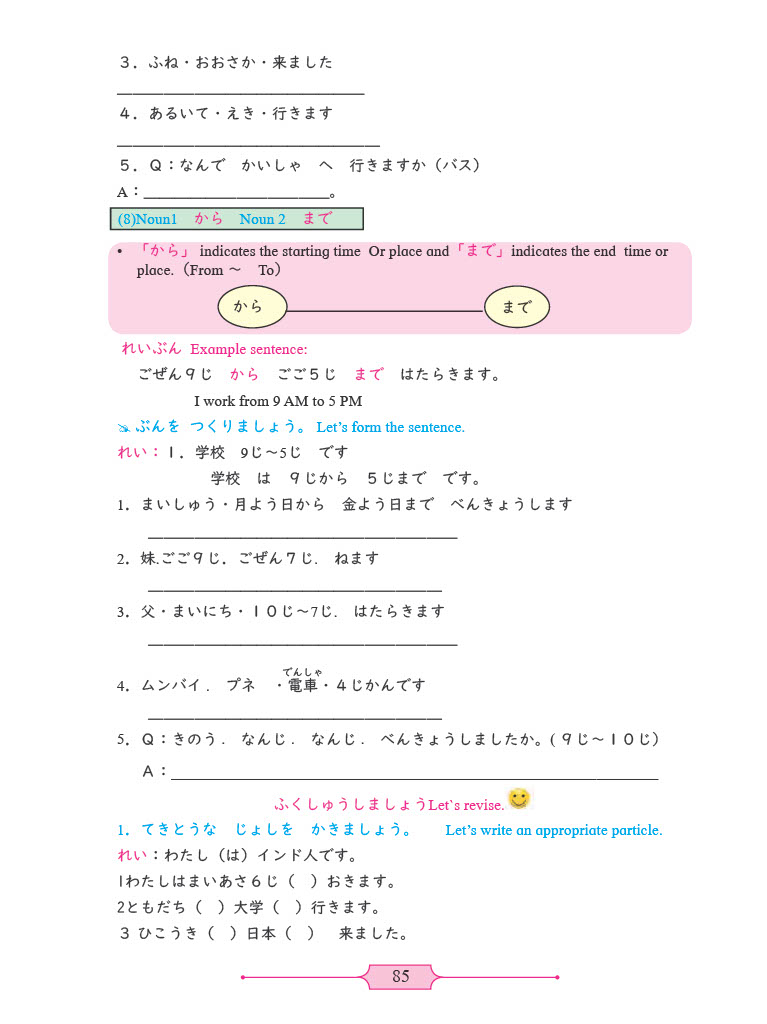 ３．ふね・おおさか・来ました
４．あるいて・えき・行きます
５．Ｑ：なんで　かいしゃ　へ　行きますか（バス）
A：________________________。
(8)Noun1　から　Noun 2　まで
• 「から」 indicates the starting time Or place and「まで」indicates the end time or
place.（From ～　To）
から　まで
れいぶん Example sentence:
ごぜん９じ　から　ごご５じ　まで　はたらきます。
I work from 9 AM to 5 PM
ぶんを つくりましょう。 Let’s form the sentence.
れい：１．学校　9じ～5じ　です
学校　は　９じから　５じまで　です。
1．まいしゅう・月よう日から　金よう日まで　べんきょうします
2．妹.ごご９じ．ごぜん７じ.　ねます
3．父・まいにち・１０じ～7じ.　はたらきます
でんしゃ
4．ムンバイ .　プネ　・電車・４じかんです
5．Ｑ：きのう .　なんじ .　なんじ .　べんきょうしましたか。( ９じ～１０じ）
Ａ：________________________
ふくしゅうしましょうLet`s revise.
1．てきとうな　じょしを　かきましょう。　Let’s write an appropriate particle.
れい：わたし（は）インド人です。
1わたしはまいあさ６じ（　）おきます。
2ともだち（　）大学（　）行きます。
３ ひこうき（　）日本（　）　来ました。
85